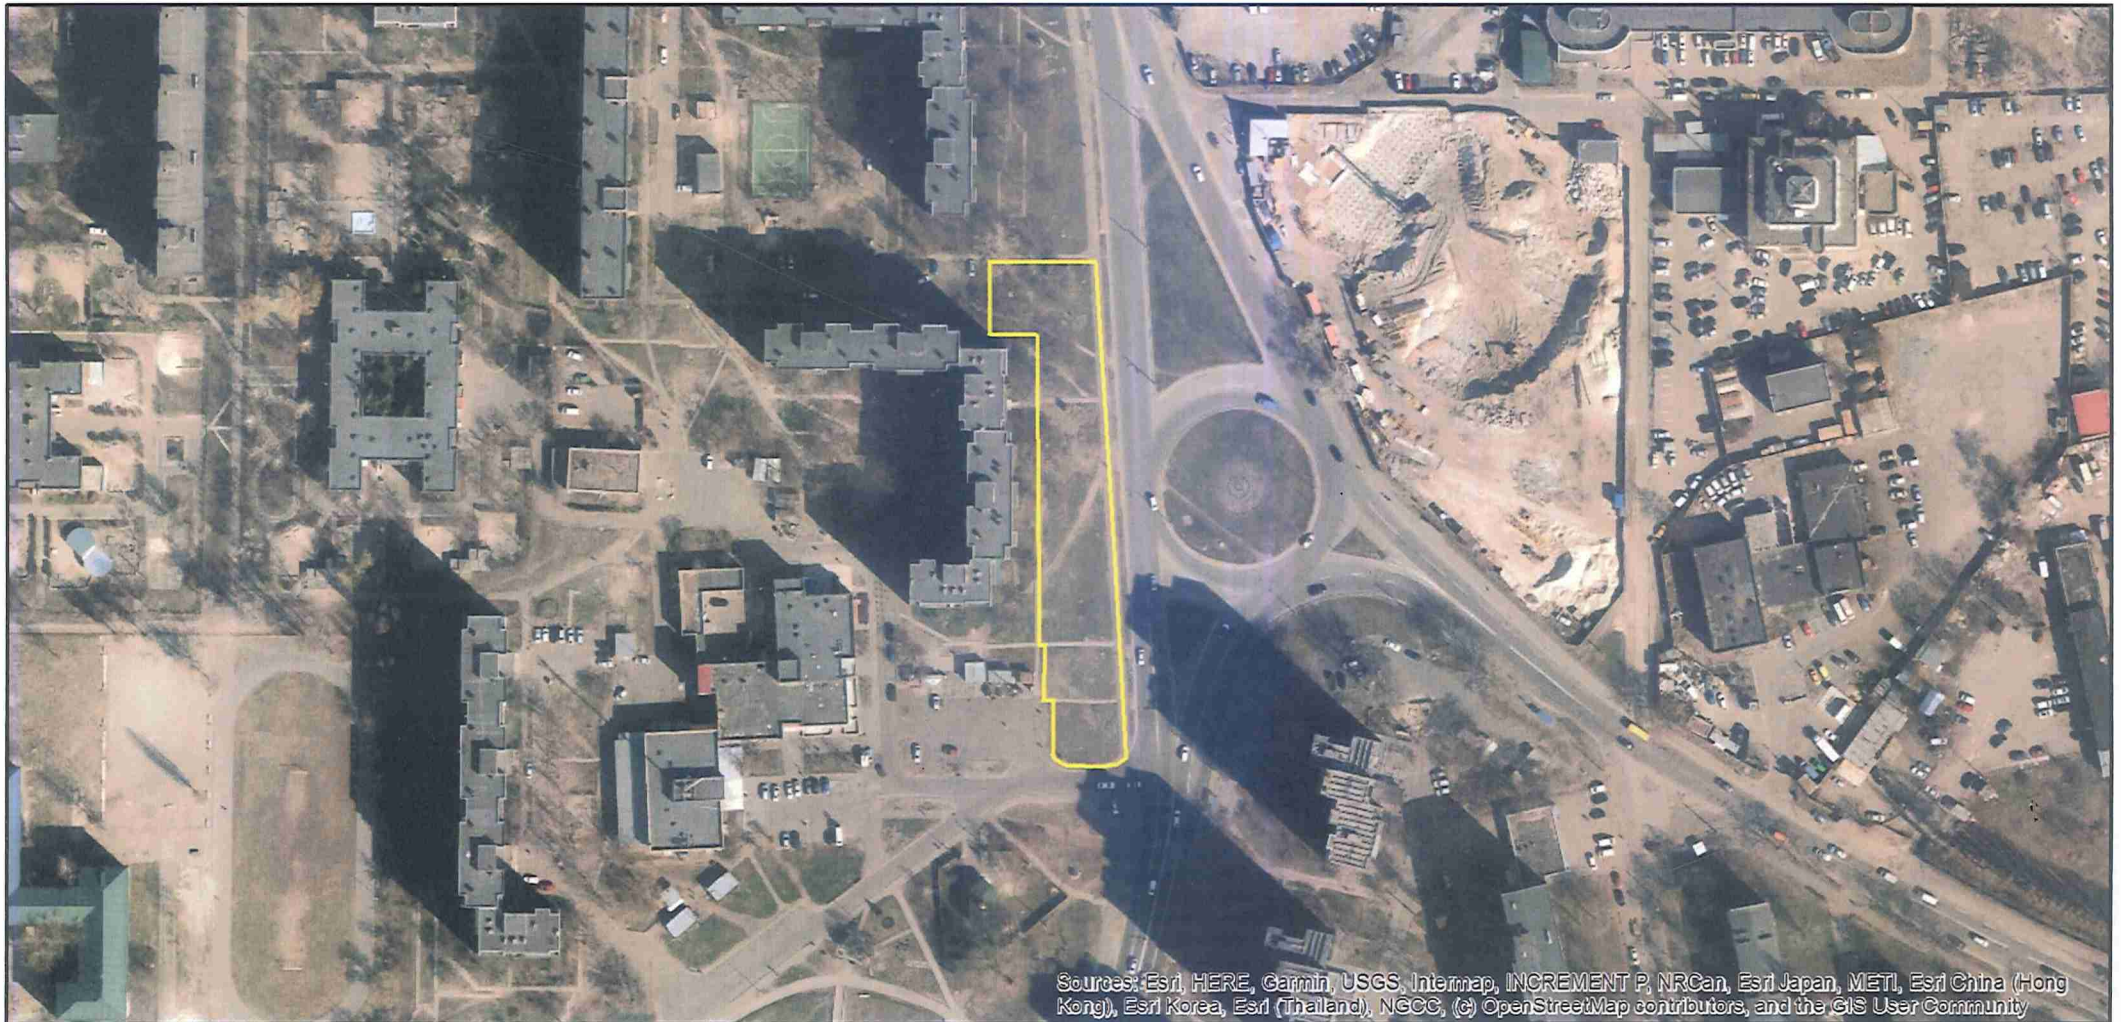 Sources: Esri, HERE, Garmin, USGS, Intermap, INCREMENT P, NRCan, Esri Japan, METI, Esri China (Hong
Kong), Esri Korea, Esri (Thailand), NGCC, (c) OpenStreetMap contributors, and the GIS User Community